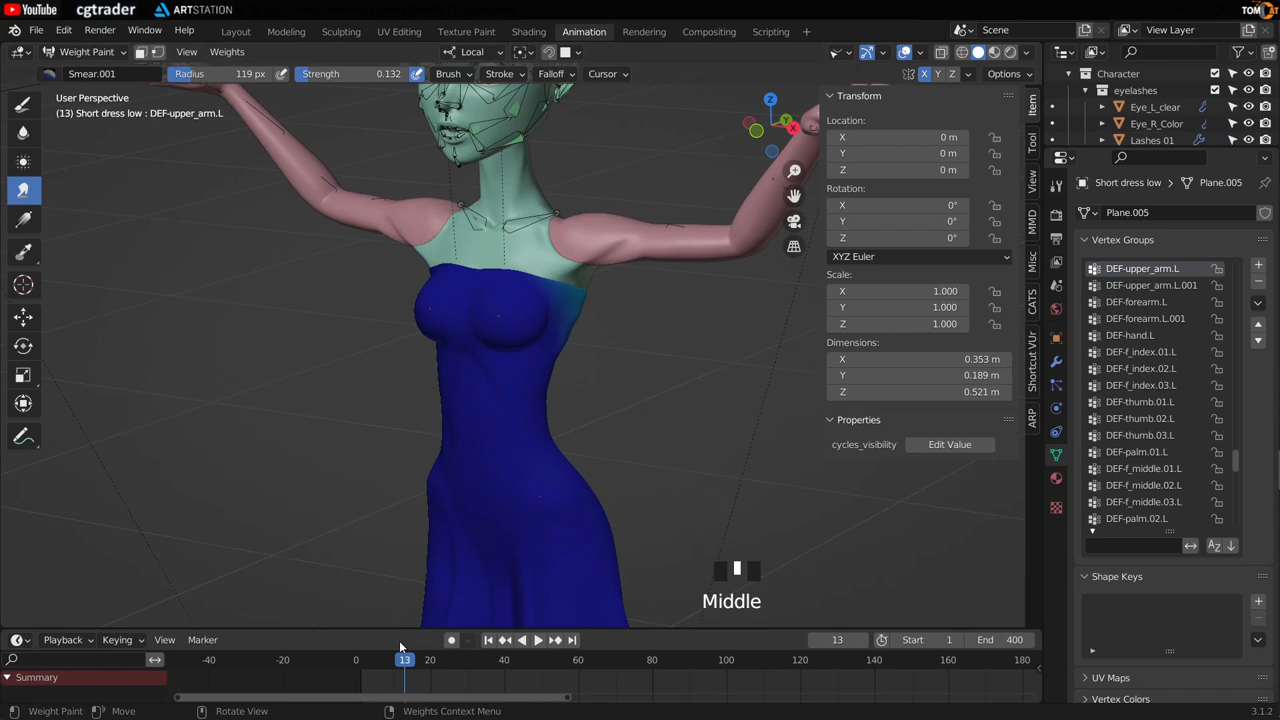 YouTube cgtrader ARTSTATION TOMCAT
File Edit Render Window Help Layout Modeling Sculpting UV Editing Texture Paint Shading Animation Rendering Compositing Scripting + Scene View Layer
Weight Paint View Weights Local
Smear.001 Radius 119 px Strength 0.132 Brush Stroke Falloff Cursor X Y Z Options
User Perspective
(13) Short dress low : DEF-upper_arm.L
Z
Y
X
Transform
Location:
X 0 m
Y 0 m
Z 0 m
Rotation:
X 0°
Y 0°
Z 0°
XYZ Euler
Scale:
X 1.000
Y 1.000
Z 1.000
Dimensions:
X 0.353 m
Y 0.189 m
Z 0.521 m
Properties
cycles_visibility Edit Value
Item
Tool
View
MMD
Misc
CATS
Shortcut VUr
ARP
Character
eyelashes
Eye_L_clear
Eye_R_Color
Lashes 01
Short dress low Plane.005
Plane.005
Vertex Groups
DEF-upper_arm.L
DEF-upper_arm.L.001
DEF-forearm.L
DEF-forearm.L.001
DEF-hand.L
DEF-f_index.01.L
DEF-f_index.02.L
DEF-f_index.03.L
DEF-thumb.01.L
DEF-thumb.02.L
DEF-thumb.03.L
DEF-palm.01.L
DEF-f_middle.01.L
DEF-f_middle.02.L
DEF-f_middle.03.L
DEF-palm.02.L
Shape Keys
UV Maps
Vertex Colors
Middle
Playback Keying View Marker 13 Start 1 End 400
-40 -20 0 13 20 40 60 80 100 120 140 160 180
Summary
Weight Paint Move Rotate View Weights Context Menu 3.1.2